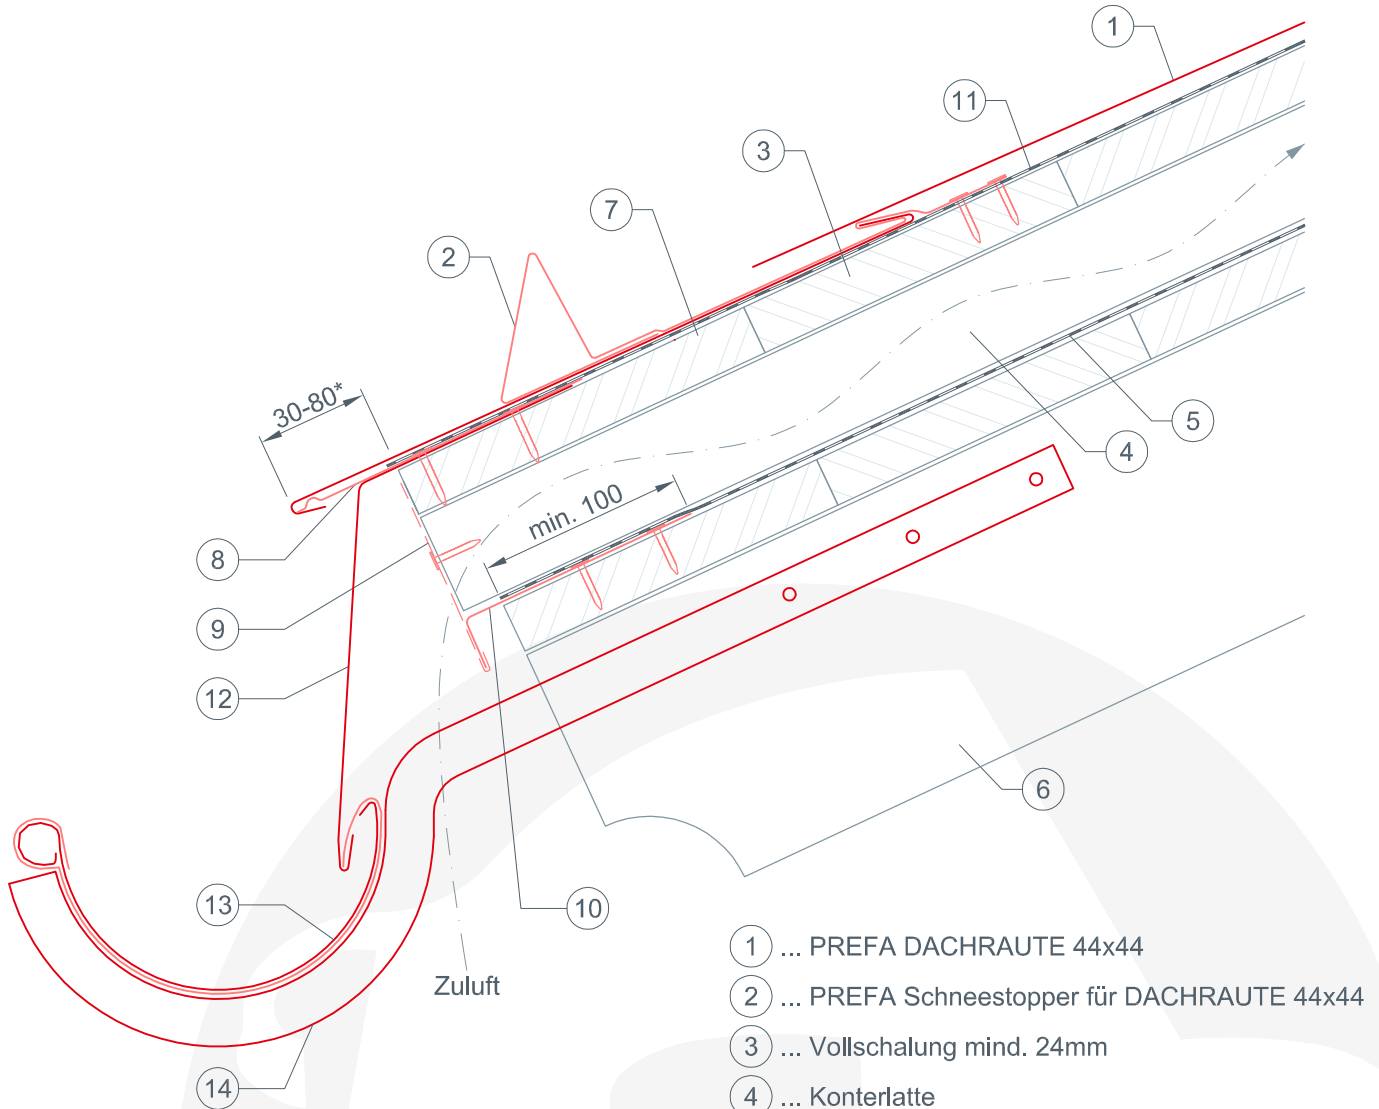 1
11
3
7
2
30-80*
min. 100
5
4
8
9
12
6
13
10
Zuluft
14
1 ... PREFA DACHRAUTE 44x44
2 ... PREFA Schneestopper für DACHRAUTE 44x44
3 ... Vollschalung mind. 24mm
4 ... Konterlatte